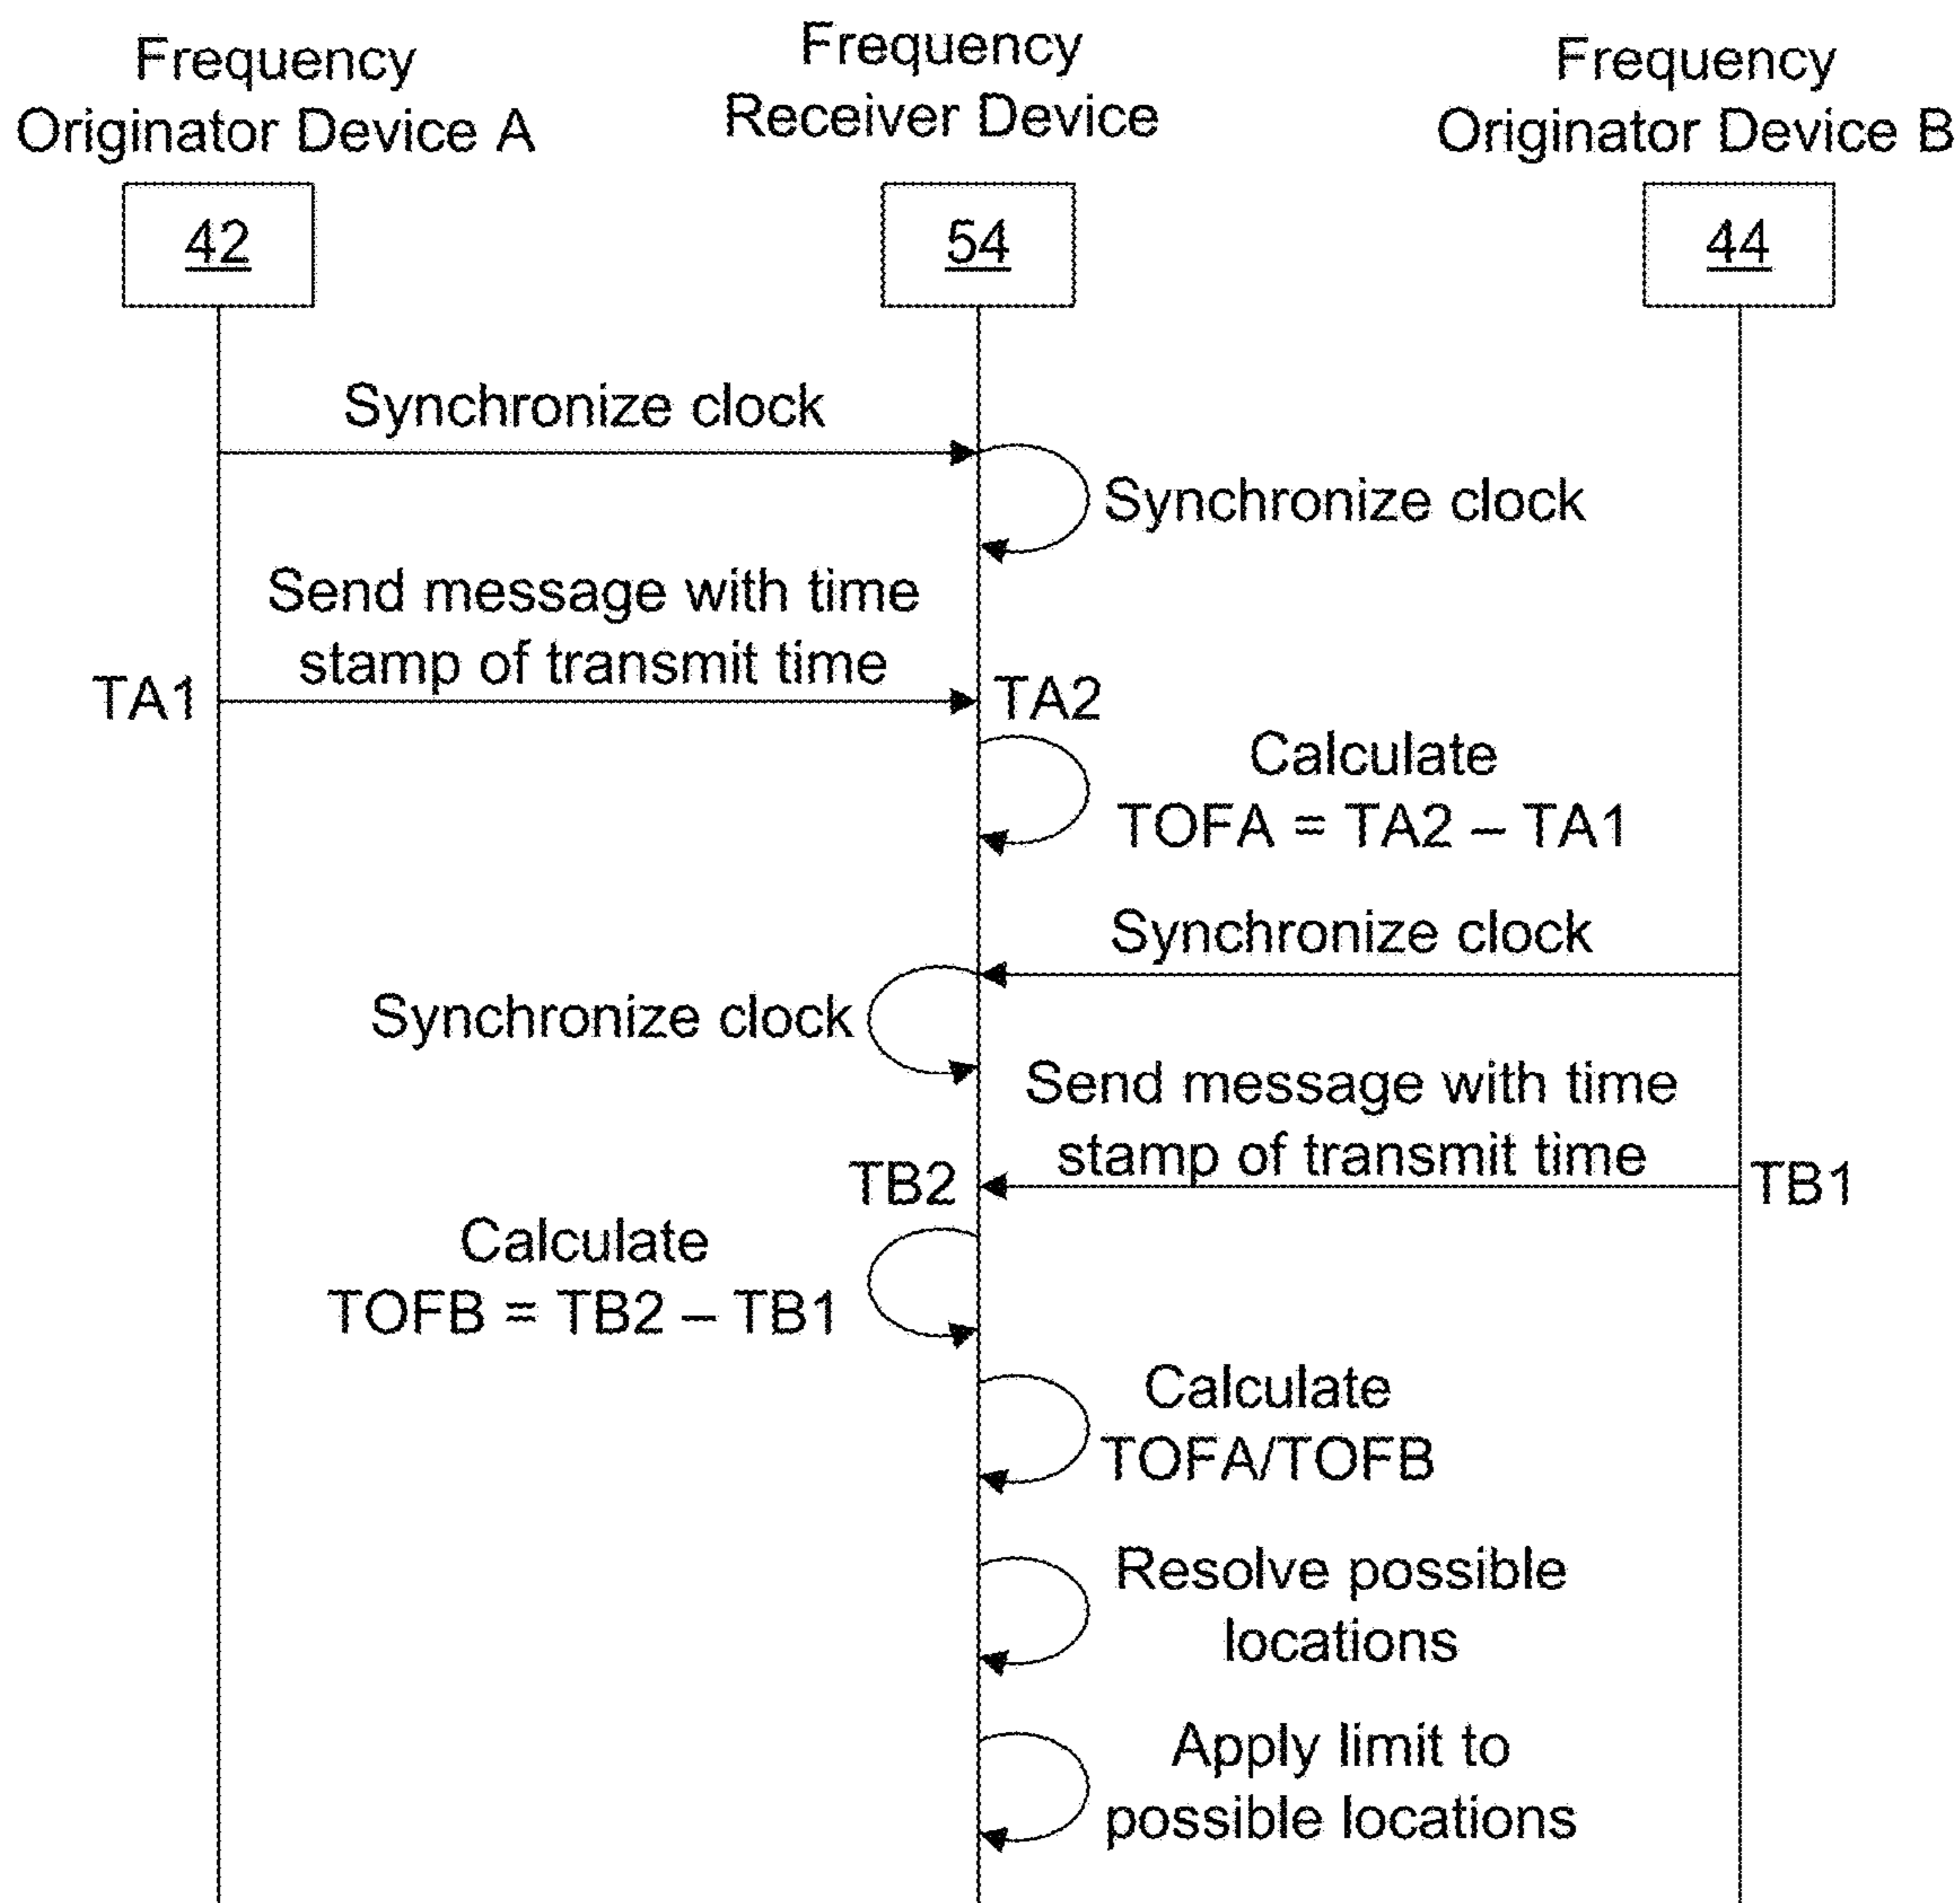 Frequency
Originator Device A
Frequency
Receiver Device
Frequency
Originator Device B
42
54
44
Synchronize clock
Synchronize clock
Send message with time
stamp of transmit time
TA1
TA2
Calculate
TOFA = TA2 – TA1
Synchronize clock
Synchronize clock
Send message with time
stamp of transmit time
TB2
TB1
Calculate
TOFB = TB2 – TB1
Calculate
TOFA/TOFB
Resolve possible
locations
Apply limit to
possible locations